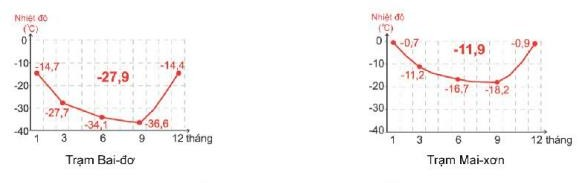 Nhiệt độ
(°C)
0
-10
-20
-30
-40
-14,7
-27,7
-34,1
-36,6
-14,4
-27,9
1 3 6 9 12 tháng
Trạm Bai-đơ
Nhiệt độ
(°C)
0
-10
-20
-30
-40
-0,7
-11,2
-16,7
-18,2
-0,9
-11,9
1 3 6 9 12 tháng
Trạm Mai-xơn